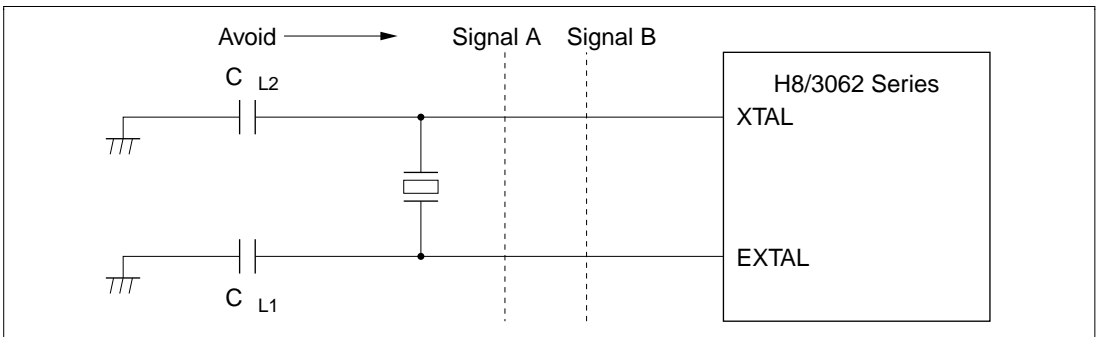 Avoid Signal A Signal B
C L2
H8/3062 Series
XTAL
EXTAL
C L1